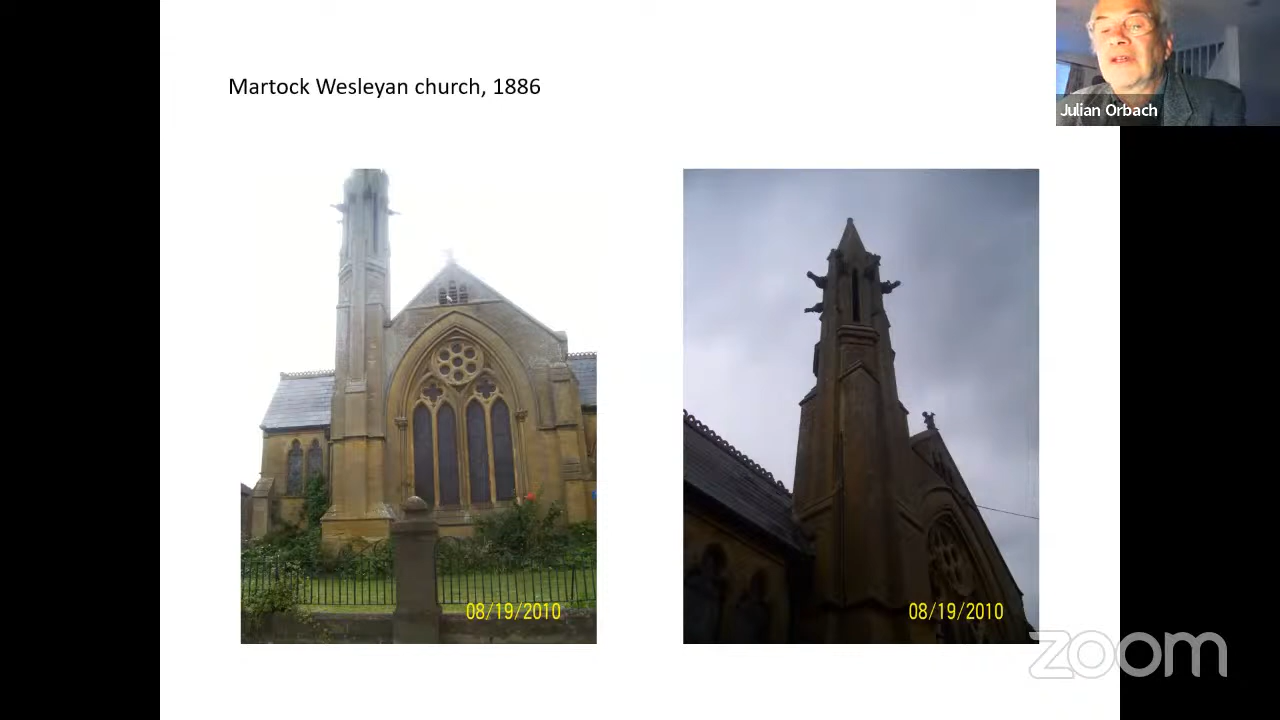 Martock Wesleyan church, 1886
Julian Orbach
08/19/2010
08/19/2010
zoom